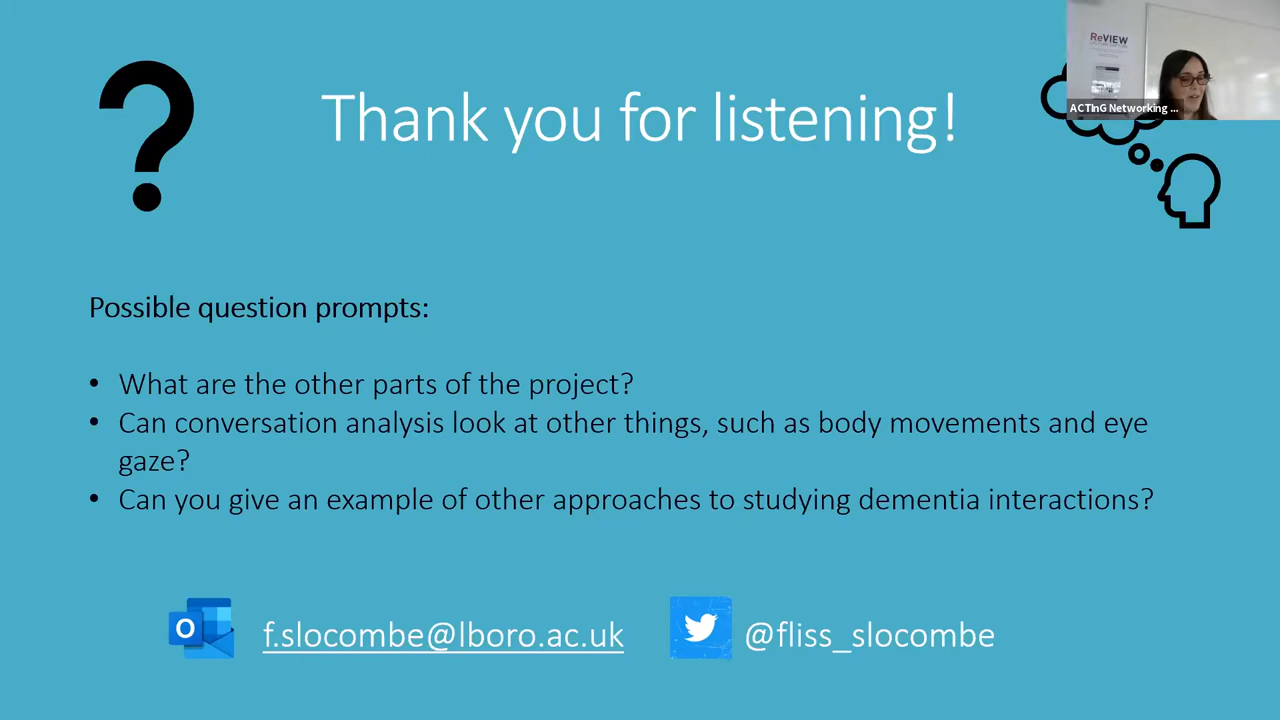 ReVIEW
ACTInG Networking ...
Thank you for listening!
Possible question prompts:
• What are the other parts of the project?
• Can conversation analysis look at other things, such as body movements and eye
gaze?
• Can you give an example of other approaches to studying dementia interactions?
O
f.slocombe@lboro.ac.uk
@fliss_slocombe